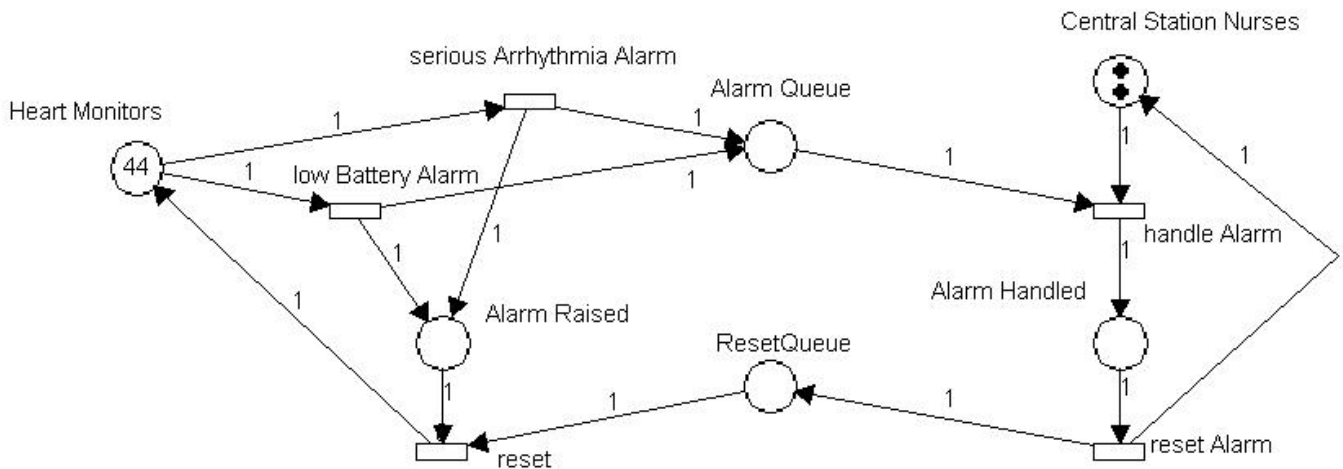 Central Station Nurses
serious Arrhythmia Alarm
Alarm Queue
Heart Monitors
1
1
1
1
44
1
low Battery Alarm
1
1
1
1
handle Alarm
1
1
1
Alarm Handled
Alarm Raised
ResetQueue
1
1
1
1
reset Alarm
reset